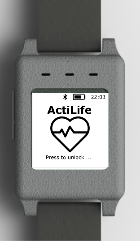 22:03
ActiLife
Press to unlock ...